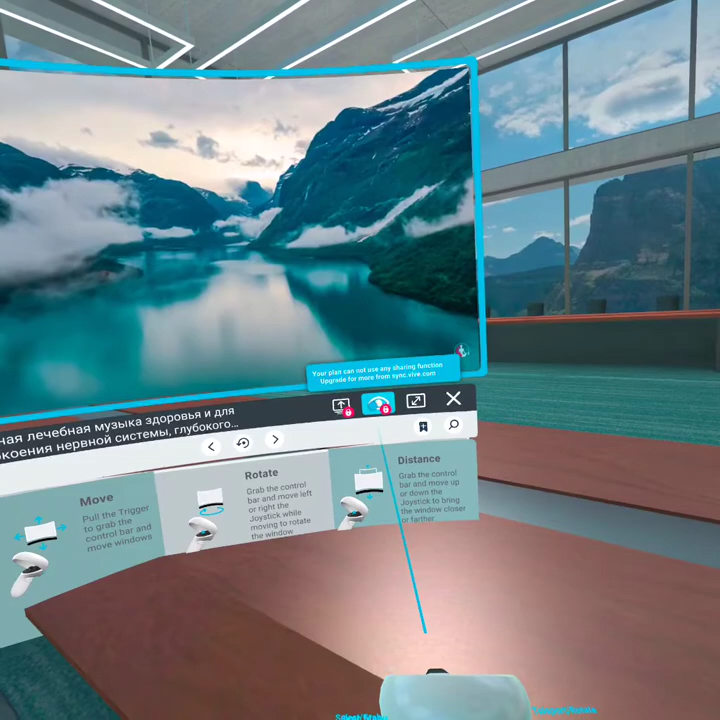 Your plan can not use any sharing function
Upgrade for more from sync.vive.com
ная лечебная музыка здоровья и для
нервной системы, глубокого...
Move
Pull the Trigger
to grab the
control bar and
move windows
Rotate
Grab the control
bar and move left
or right the
Joystick while
moving to rotate
the window
Distance
Grab the control
bar and move up
or down the
Joystick to bring
the window closer
or farther